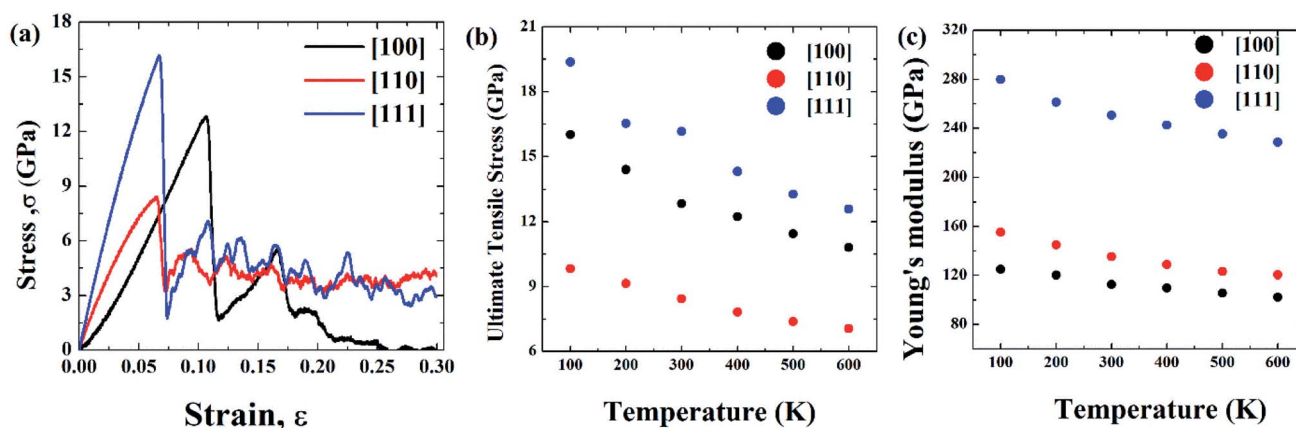 (a)
[100]
[110]
[111]
Stress ,σ (GPa)
18
15
12
9
6
3
0
0.00 0.05 0.10 0.15 0.20 0.25 0.30
Strain, ε
(b)
[100]
[110]
[111]
Ultimate Tensile Stress (GPa)
21
18
15
12
9
6
100 200 300 400 500 600
Temperature (K)
(c)
[100]
[110]
[111]
Young's modulus (GPa)
320
280
240
200
160
120
80
100 200 300 400 500 600
Temperature (K)